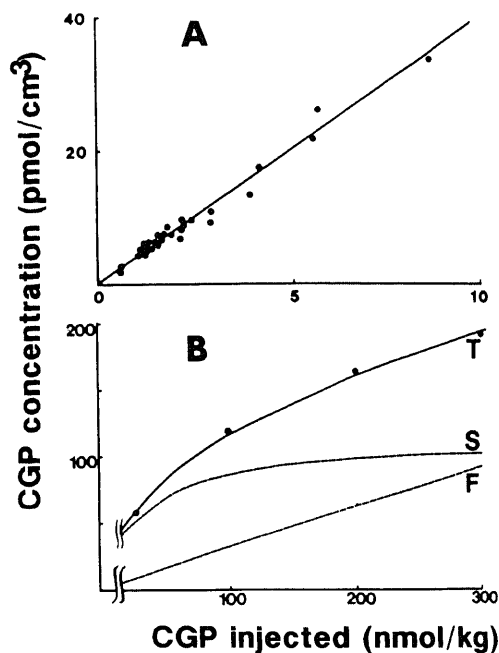 CGP concentration (pmol/cm³)
A
40
20
0
5
10
B
200
100
T
S
F
100
200
300
CGP injected (nmol/kg)